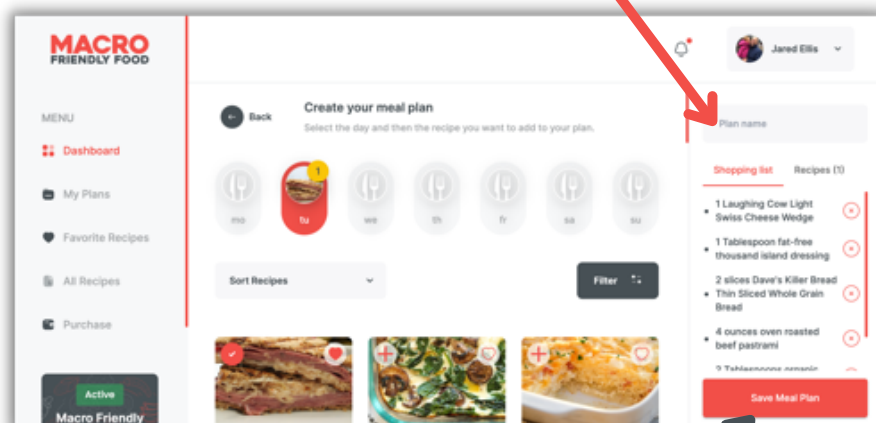 MACRO
FRIENDLY FOOD
Jared Ellis
MENU
Dashboard
My Plans
Favorite Recipes
All Recipes
Purchase
Active
Macro Friendly
Back
Create your meal plan
Select the day and then the recipe you want to add to your plan.
1
mo
tu
we
th
fr
sa
su
Sort Recipes
Filter
Plan name
Shopping list
Recipes (1)
1 Laughing Cow Light
Swiss Cheese Wedge
1 Tablespoon fat-free
thousand island dressing
2 slices Dave's Killer Bread
Thin Sliced Whole Grain
Bread
4 ounces oven roasted
beef pastrami
2 Tablespoons organic
Save Meal Plan